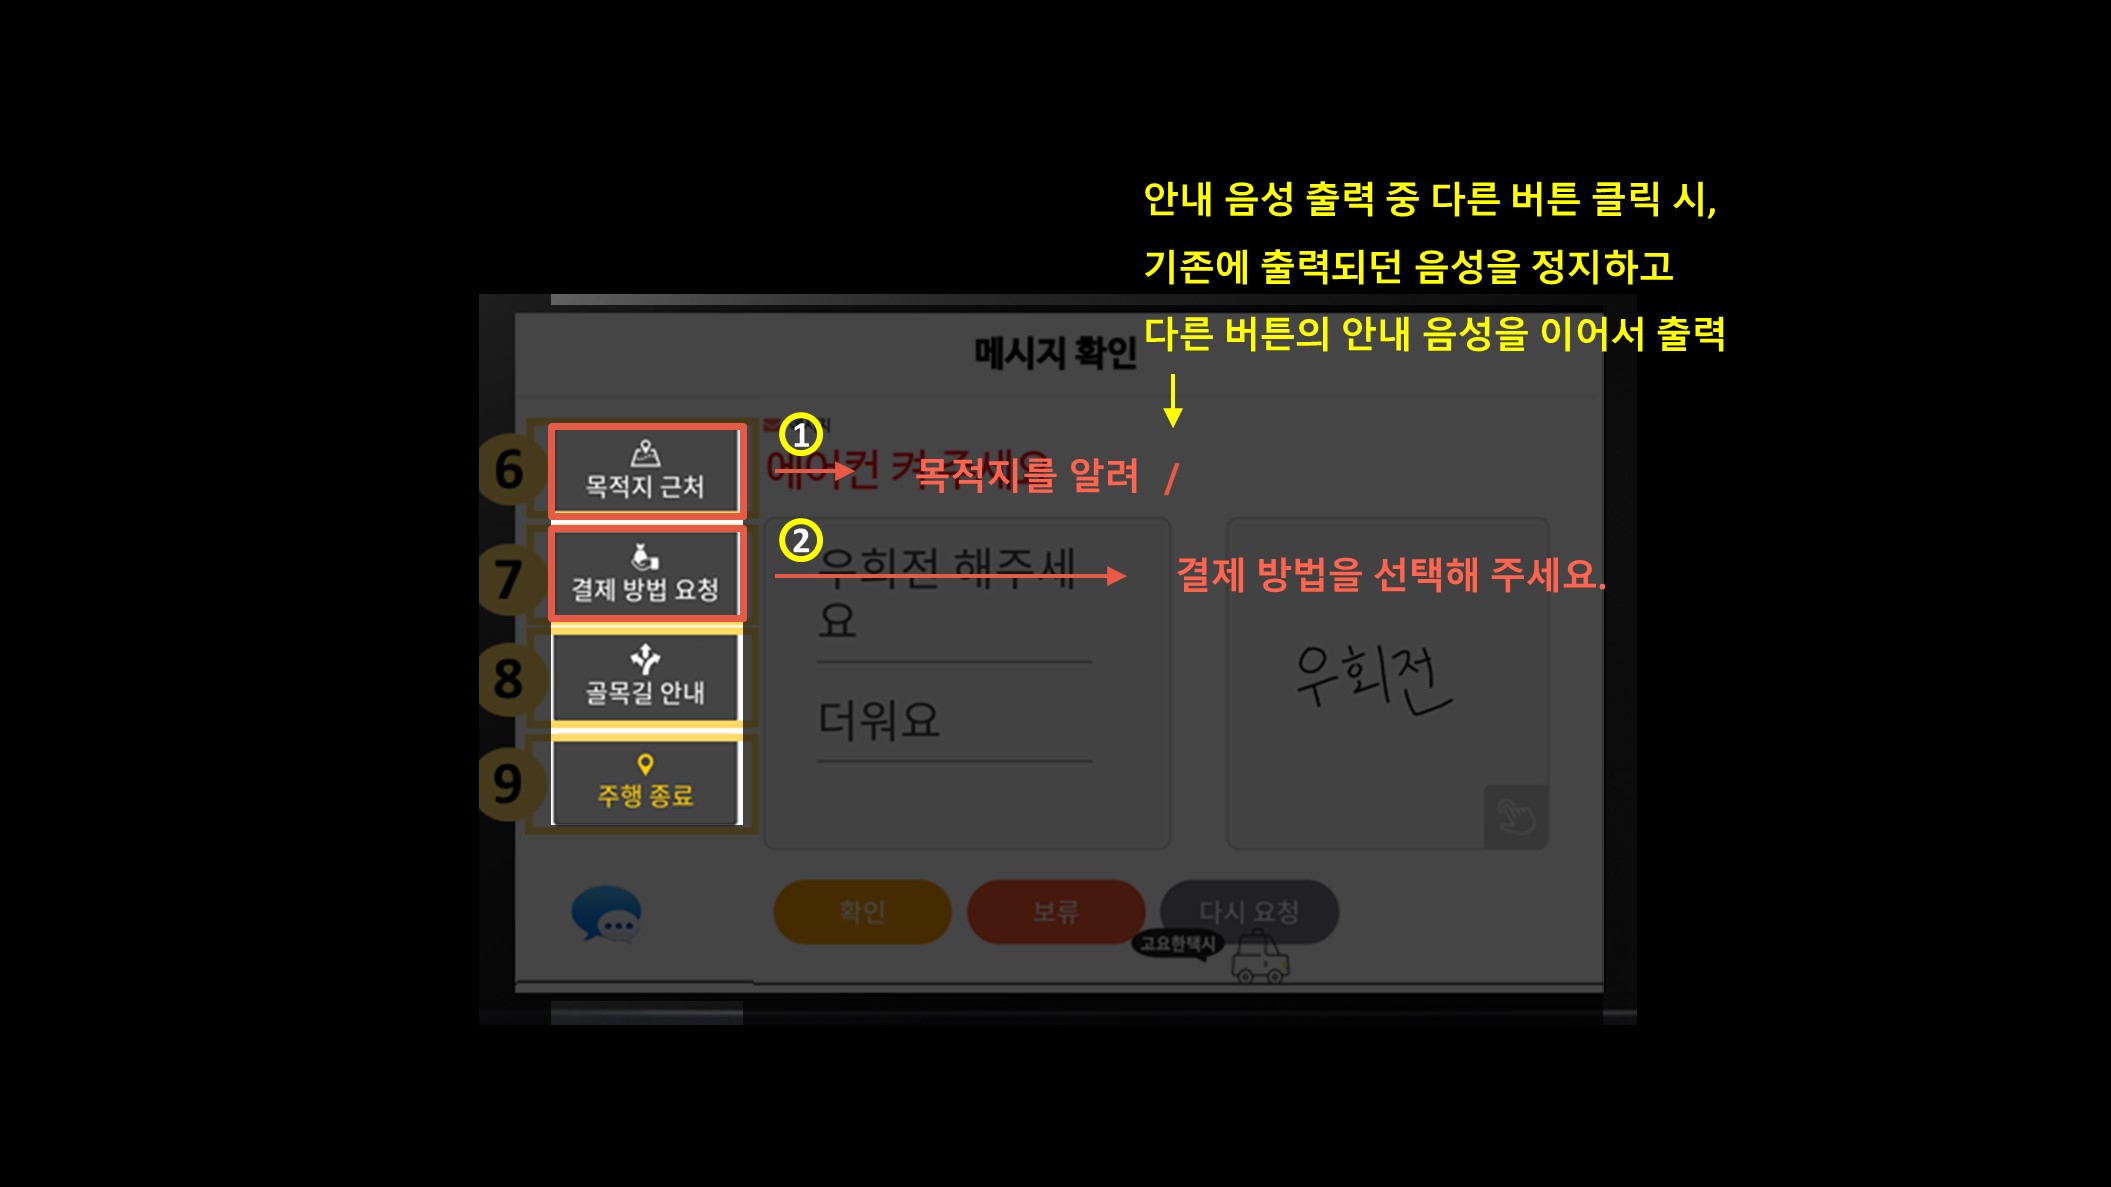 안내 음성 출력 중 다른 버튼 클릭 시,
기존에 출력되던 음성을 정지하고
다른 버튼의 안내 음성을 이어서 출력
메시지 확인
6
목적지 근처
①
에어컨 켜주세요
목적지를 알려 /
7
결제 방법 요청
②
우회전 해주세
요
결제 방법을 선택해 주세요.
8
골목길 안내
더워요
우회전
9
주행 종료
확인
보류
다시 요청
고요한택시